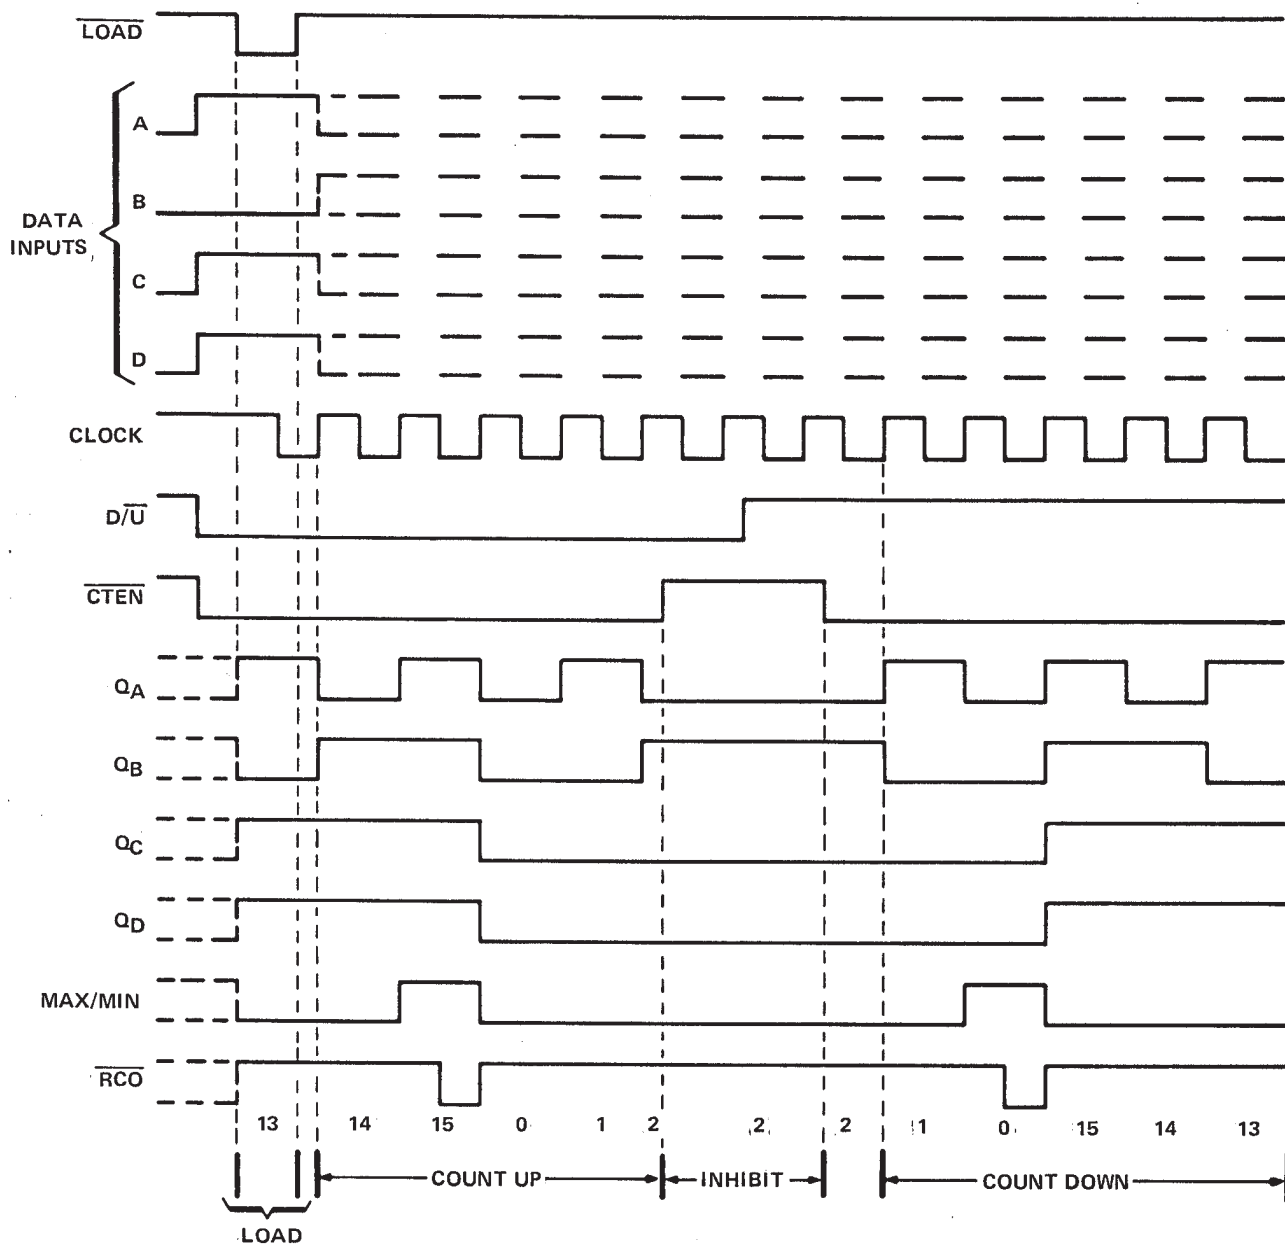 LOAD
A
B
DATA
INPUTS
C
D
CLOCK
D/U
CTEN
QA
QB
QC
QD
MAX/MIN
RCO
13 14 15 0 1 2 2 2 1 0 15 14 13
COUNT UP INHIBIT COUNT DOWN
LOAD